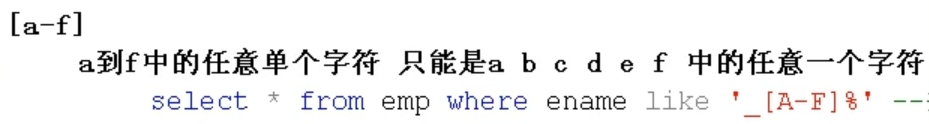 [a-f]
a到f中的任意单个字符 只能是a b c d e f 中的任意一个字符
select * from emp where ename like '_[A-F]%' --